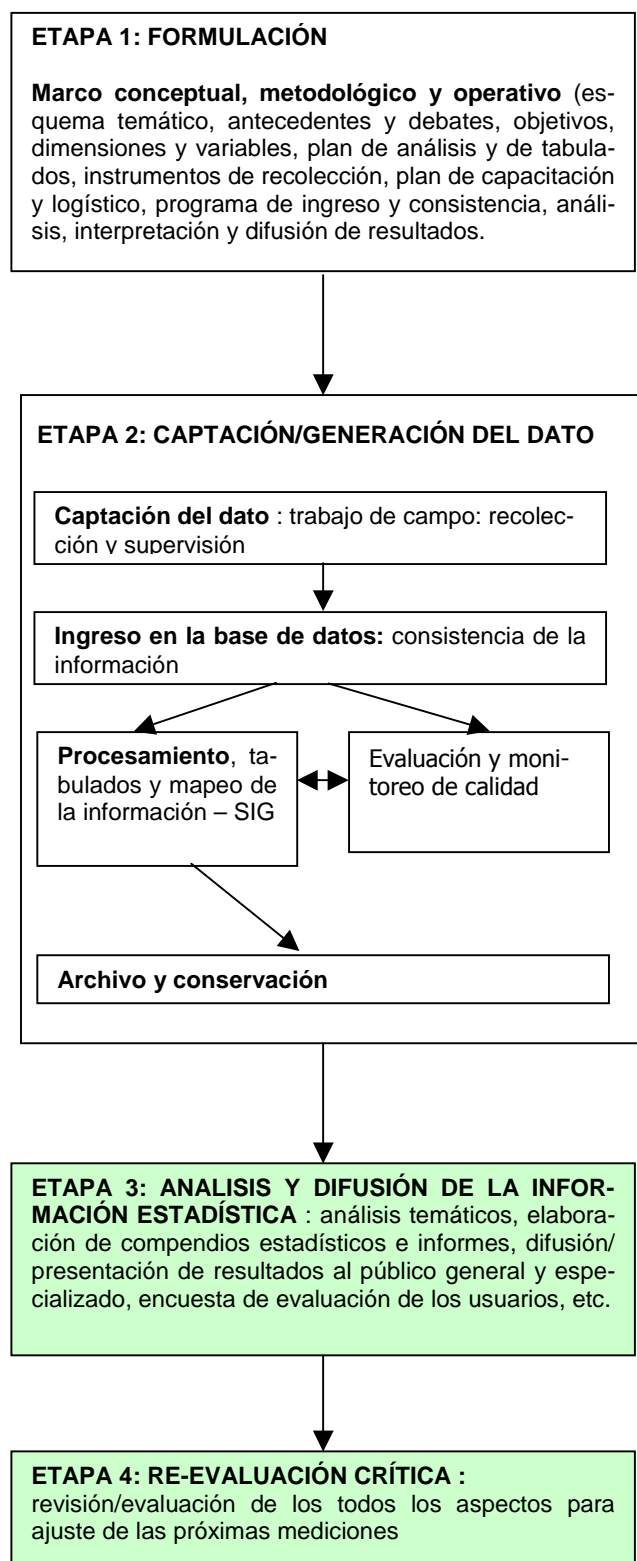 ETAPA 1: FORMULACIÓN
Marco conceptual, metodológico y operativo (es-
quema temático, antecedentes y debates, objetivos,
dimensiones y variables, plan de análisis y de tabula-
dos, instrumentos de recolección, plan de capacitación
y logístico, programa de ingreso y consistencia, análi-
sis, interpretación y difusión de resultados.
ETAPA 2: CAPTACIÓN/GENERACIÓN DEL DATO
Captación del dato : trabajo de campo: recolec-
ción y supervisión
Ingreso en la base de datos: consistencia de la
información
Procesamiento, ta-
bulados y mapeo de
la información – SIG
Evaluación y moni-
toreo de calidad
Archivo y conservación
ETAPA 3: ANALISIS Y DIFUSIÓN DE LA INFOR-
MACIÓN ESTADÍSTICA : análisis temáticos, elabora-
ción de compendios estadísticos e informes, difusión/
presentación de resultados al público general y espe-
cializado, encuesta de evaluación de los usuarios, etc.
ETAPA 4: RE-EVALUACIÓN CRÍTICA :
revisión/evaluación de los todos los aspectos para
ajuste de las próximas mediciones